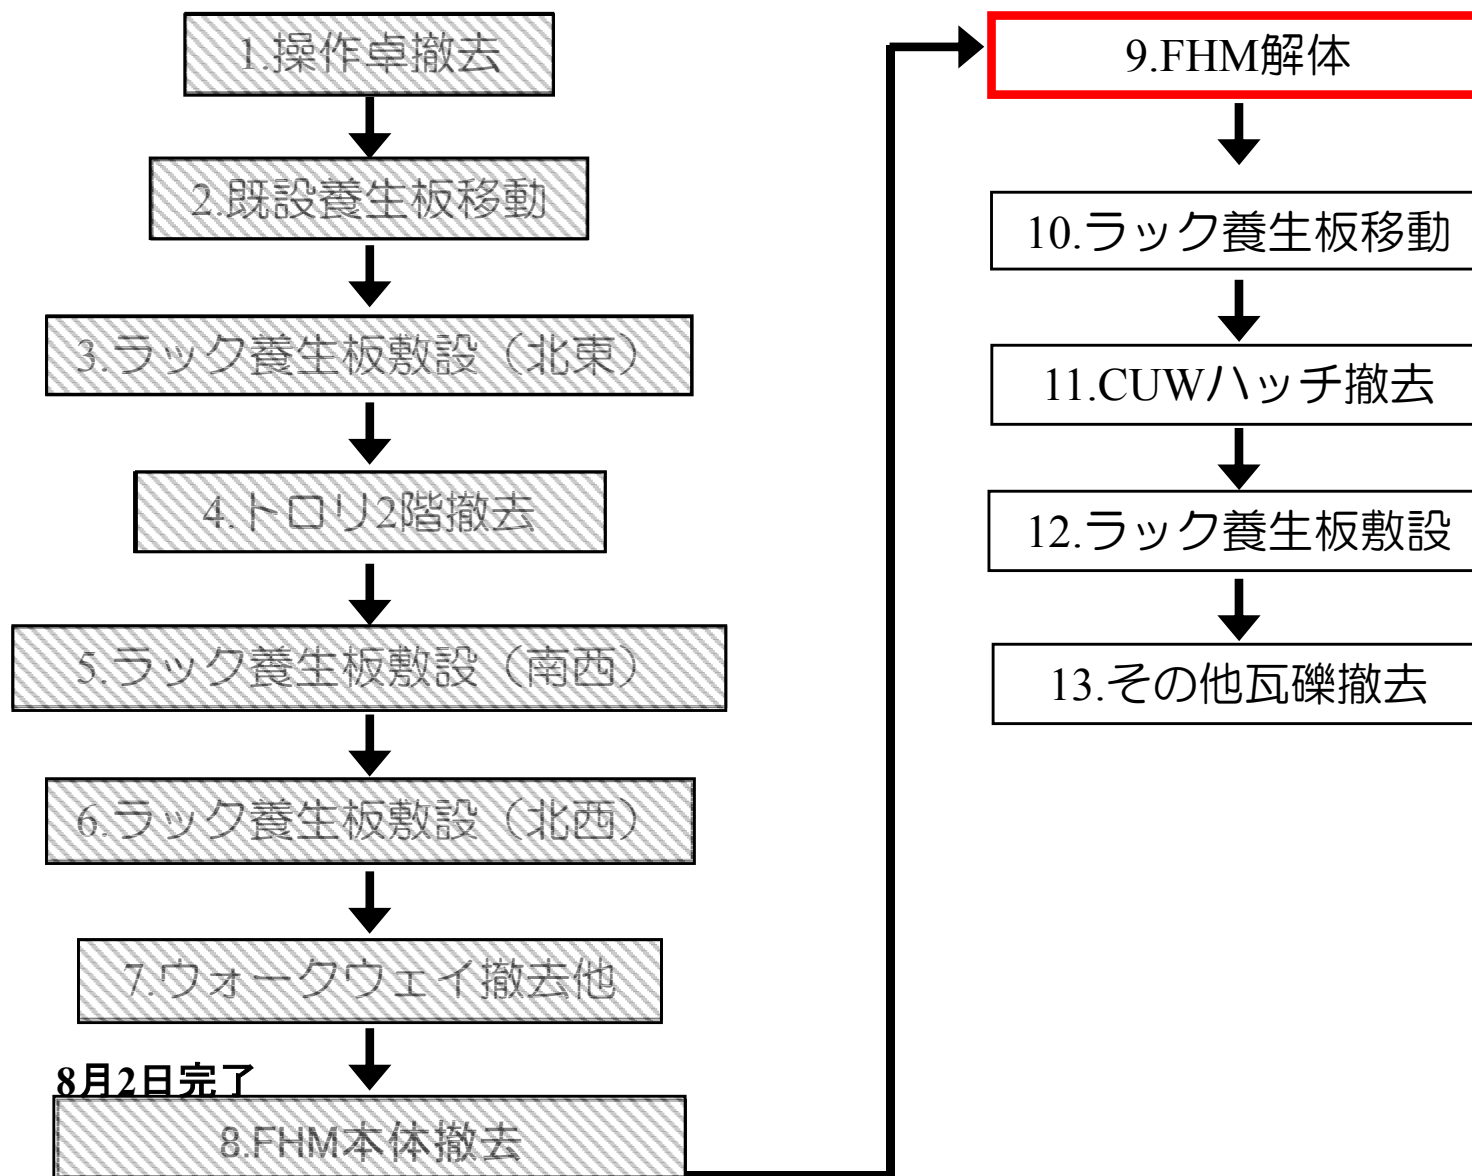 1.操作卓撤去
2.既設養生板移動
3.ラック養生板敷設（北東）
4.トロリ2階撤去
5.ラック養生板敷設（南西）
6.ラック養生板敷設（北西）
7.ウォークウェイ撤去他
8月2日完了
8.FHM本体撤去
9.FHM解体
10.ラック養生板移動
11.CUWハッチ撤去
12.ラック養生板敷設
13.その他瓦礫撤去